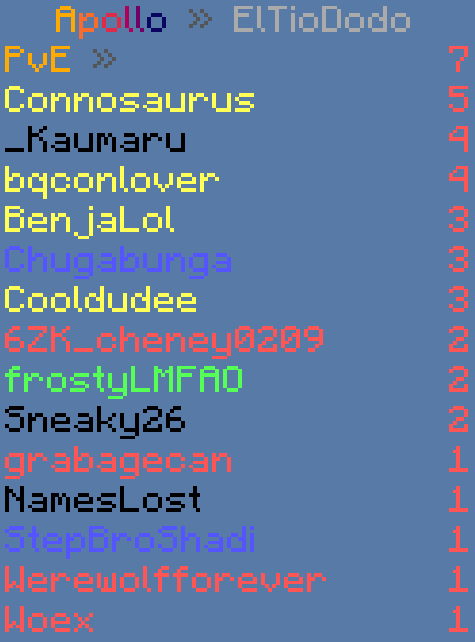 Apollo » ElTioDodo
PvE » 7
Connosaurus 5
_Kaumaru 4
bqconlover 4
BenjaLol 3
Chugabunga 3
Cooldudee 3
6ZK_cheney0209 2
frostyLMFAO 2
Sneaky26 2
grabagecan 1
NamesLost 1
StepBroShadi 1
Werewolfforever 1
Woex 1